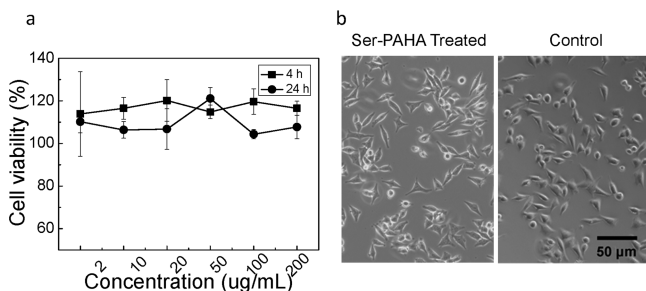 a
140
120
100
80
60
Cell viability (%)
4 h
24 h
2
10
20
50
100
200
Concentration (ug/mL)
b
Ser-PAHA Treated
Control
50 µm